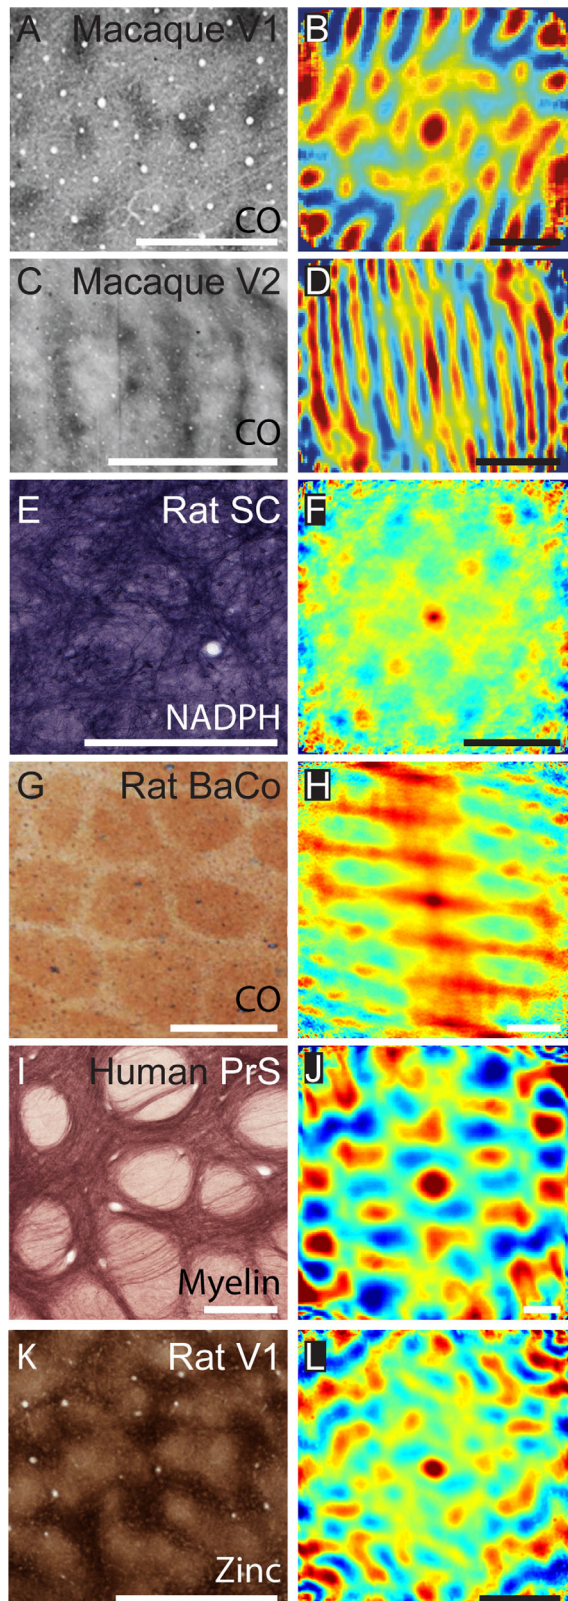 A Macaque V1
CO
B
C Macaque V2
CO
D
E Rat SC
NADPH
F
G Rat BaCo
CO
H
I Human PrS
Myelin
J
K Rat V1
Zinc
L